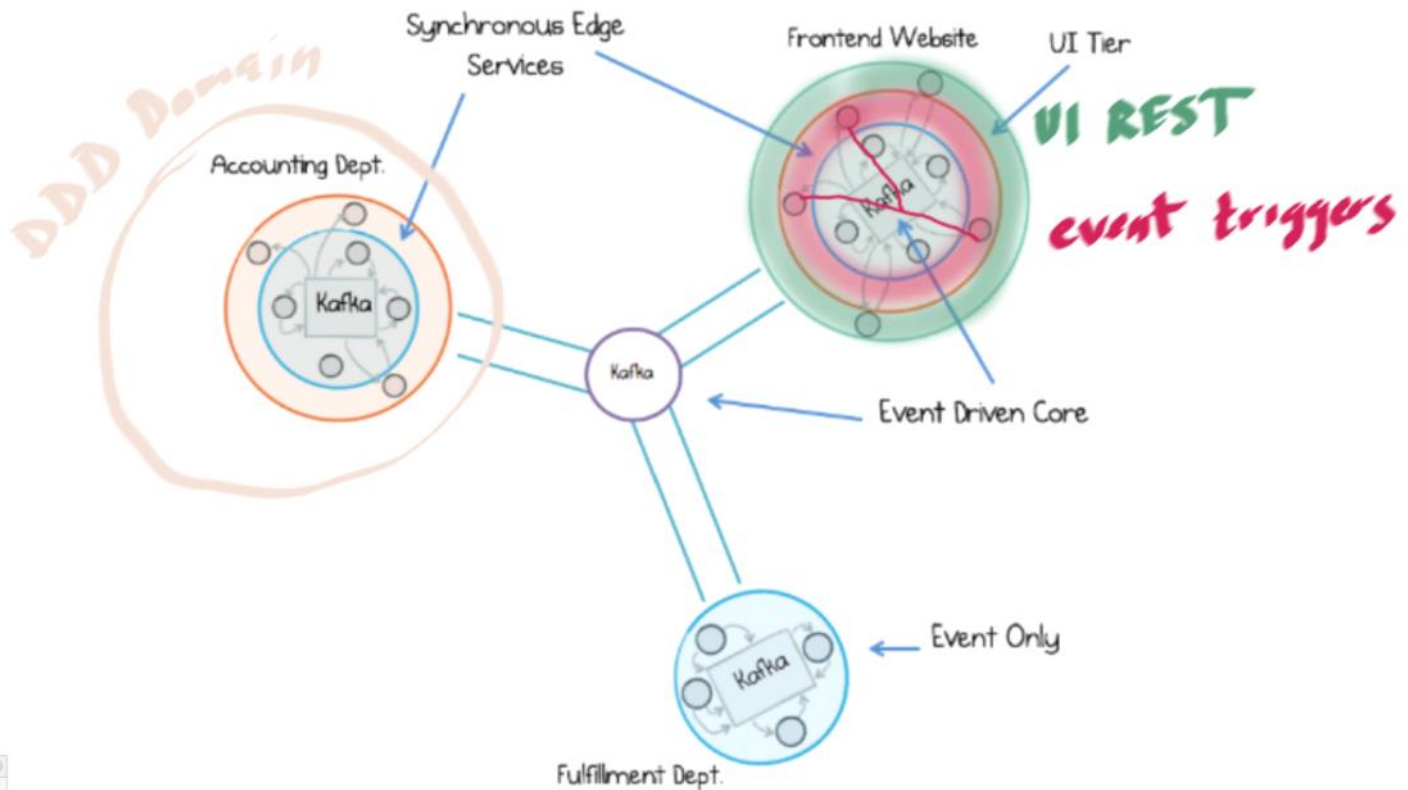 Synchronous Edge
Services
Frontend Website
UI Tier
DDD Domain
UI REST
Accounting Dept.
event triggers
Kafka
Kafka
Kafka
Event Driven Core
Event Only
Kafka
Fulfillment Dept.